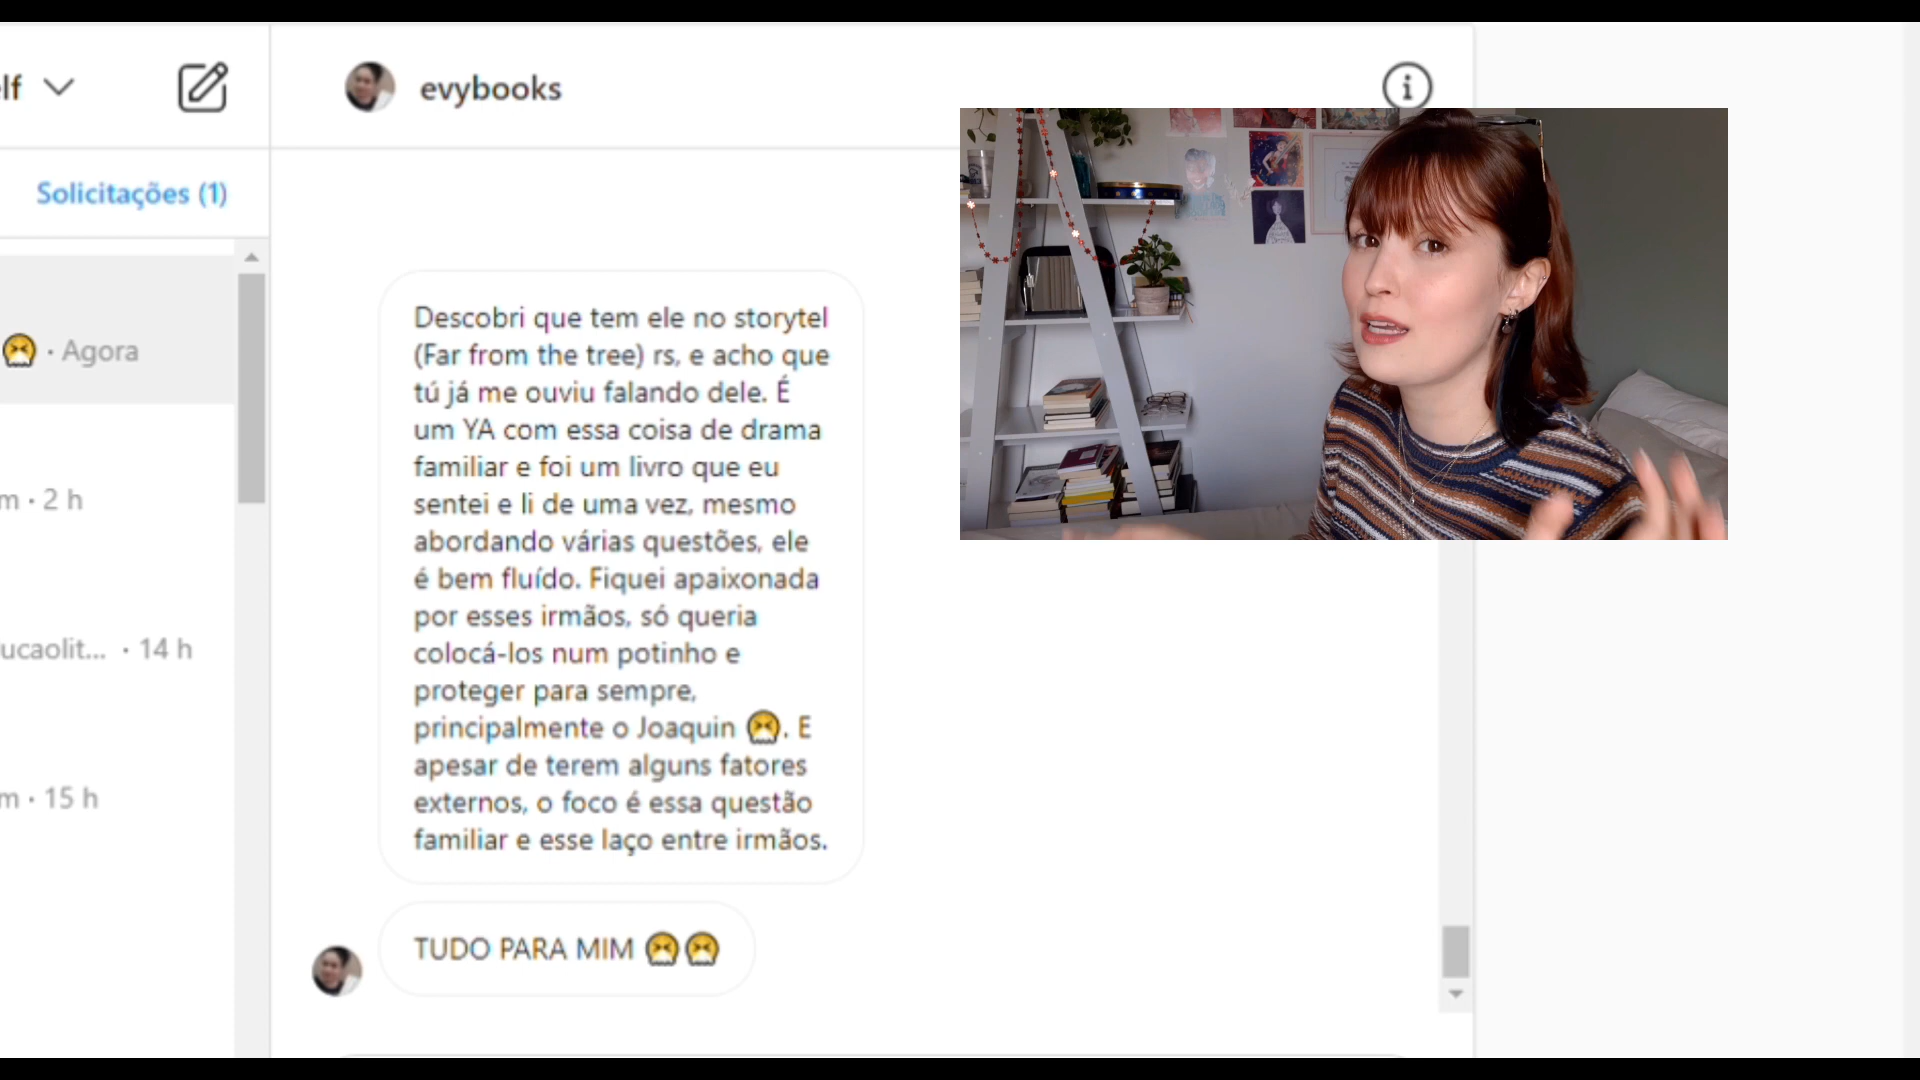 lf
evybooks
Solicitações (1)
· Agora
m · 2 h
ucaolit... · 14 h
m · 15 h
Descobri que tem ele no storytel
(Far from the tree) rs, e acho que
tú já me ouviu falando dele. É
um YA com essa coisa de drama
familiar e foi um livro que eu
sentei e li de uma vez, mesmo
abordando várias questões, ele
é bem fluído. Fiquei apaixonada
por esses irmãos, só queria
colocá-los num potinho e
proteger para sempre,
principalmente o Joaquin 😷. E
apesar de terem alguns fatores
externos, o foco é essa questão
familiar e esse laço entre irmãos.
TUDO PARA MIM